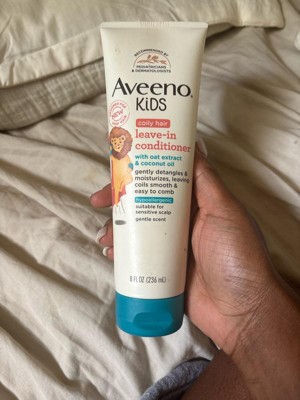 RECOMMENDED BY
PEDIATRICIANS
& DERMATOLOGISTS
Aveeno®
KiDS
coily hair
NEW
leave-in
conditioner
with oat extract
& coconut oil
gently detangles &
moisturizes, leaving
coils smooth &
easy to comb
hypoallergenic
suitable for
sensitive scalp
gentle scent
8 FL OZ (236 mL)